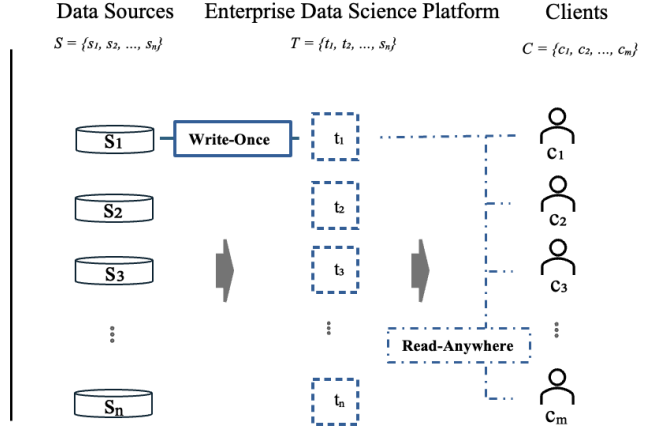 Data Sources Enterprise Data Science Platform Clients
S = {s₁, s₂, ..., sₙ} T = {t₁, t₂, ..., sₙ} C = {c₁, c₂, ..., cₘ}
S1 Write-Once t₁ c₁
S2 t₂ c₂
S3 t₃ c₃
Read-Anywhere
Sn tₙ cₘ